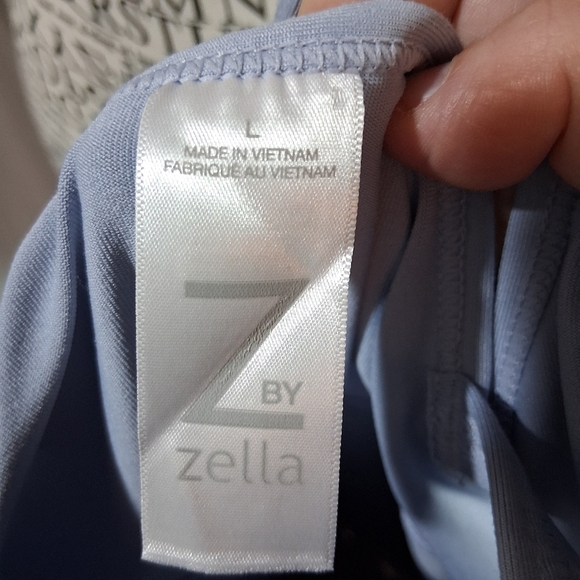 L
MADE IN VIETNAM
FABRIQUÉ AU VIETNAM
Z BY
zella